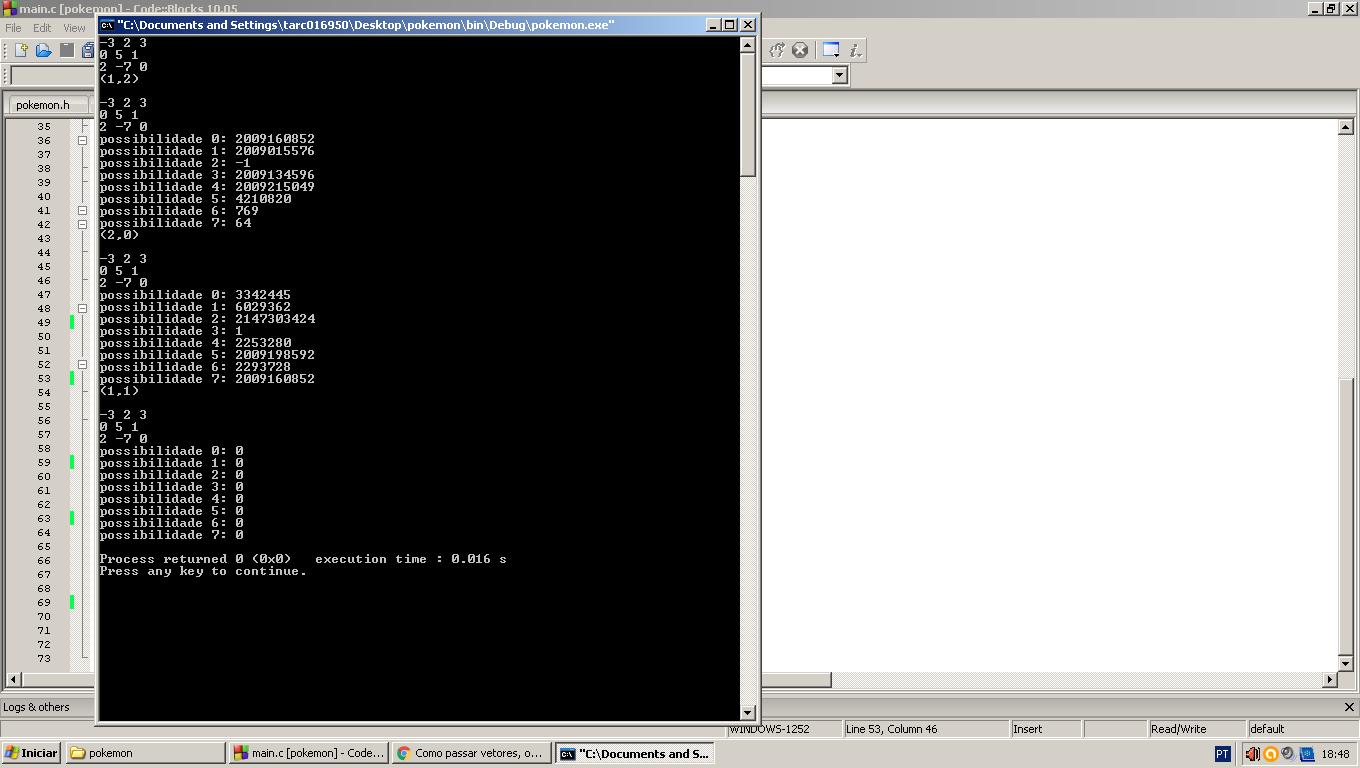 main.c [pokemon] - Code::Blocks 10.05
"C:\Documents and Settings\tarc016950\Desktop\pokemon\bin\Debug\pokemon.exe"
File Edit View
pokemon.h
35
36
37
38
39
40
41
42
43
44
45
46
47
48
49
50
51
52
53
54
55
56
57
58
59
60
61
62
63
64
65
66
67
68
69
70
71
72
73
-3 2 3
0 5 1
2 -7 0
(1,2)
-3 2 3
0 5 1
2 -7 0
possibilidade 0: 2009160852
possibilidade 1: 2009015576
possibilidade 2: -1
possibilidade 3: 2009134596
possibilidade 4: 2009215049
possibilidade 5: 4210820
possibilidade 6: 769
possibilidade 7: 64
(2,0)
-3 2 3
0 5 1
2 -7 0
possibilidade 0: 3342445
possibilidade 1: 6029362
possibilidade 2: 2147303424
possibilidade 3: 1
possibilidade 4: 2253280
possibilidade 5: 2009198592
possibilidade 6: 2293728
possibilidade 7: 2009160852
(1,1)
-3 2 3
0 5 1
2 -7 0
possibilidade 0: 0
possibilidade 1: 0
possibilidade 2: 0
possibilidade 3: 0
possibilidade 4: 0
possibilidade 5: 0
possibilidade 6: 0
possibilidade 7: 0
Process returned 0 (0x0) execution time : 0.016 s
Press any key to continue.
Logs & others
WINDOWS-1252 Line 53, Column 46 Insert Read/Write default
Iniciar pokemon main.c [pokemon] - Code... Como passar vetores, o... "C:\Documents and S... PT 18:48